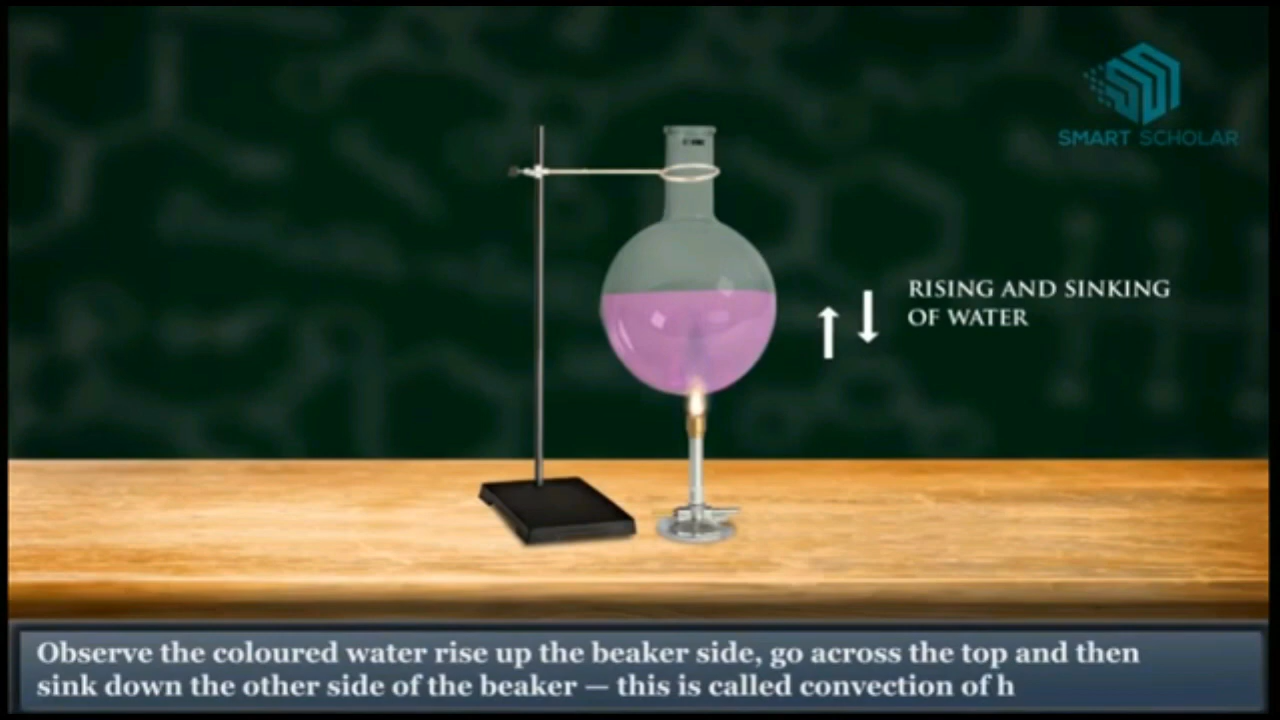 SMART SCHOLAR
RISING AND SINKING
OF WATER
Observe the coloured water rise up the beaker side, go across the top and then
sink down the other side of the beaker — this is called convection of h